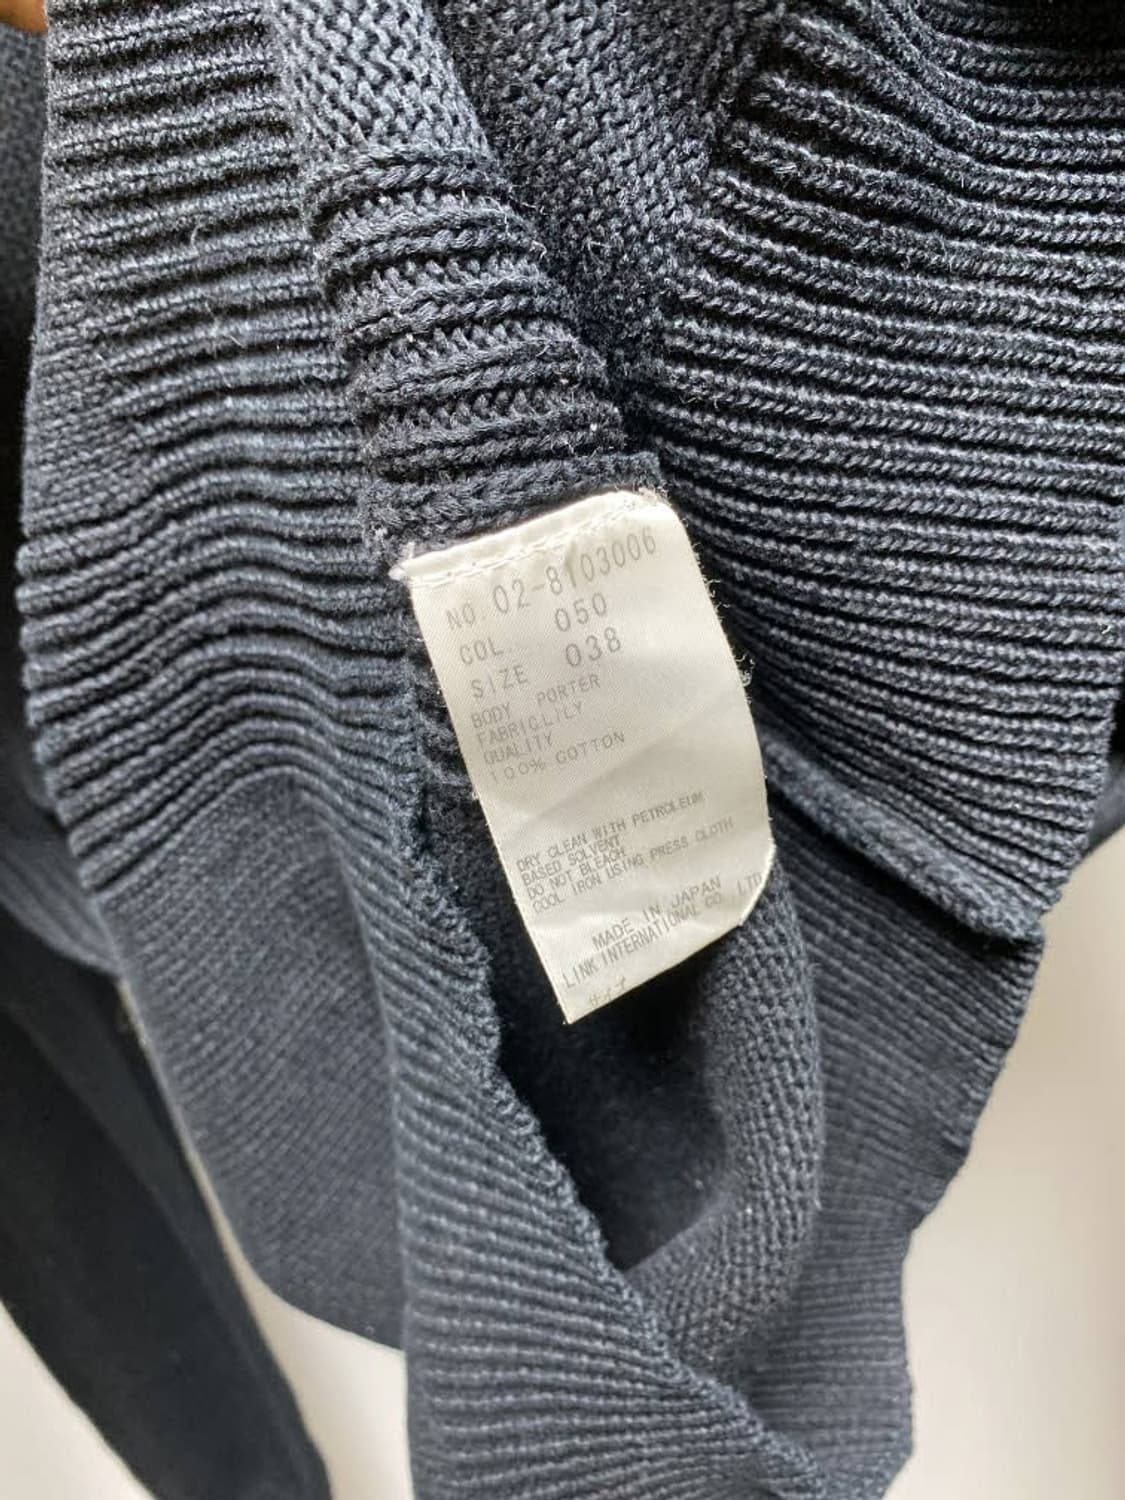 NO. 02-8103006
COL. 050
SIZE 038
BODY PORTER
FABRIC LILY
QUALITY
100% COTTON
DRY CLEAN WITH PETROLEUM
BASED SOLVENT
DO NOT BLEACH
COOL IRON USING PRESS CLOTH
MADE IN JAPAN
LINK INTERNATIONAL CO., LTD